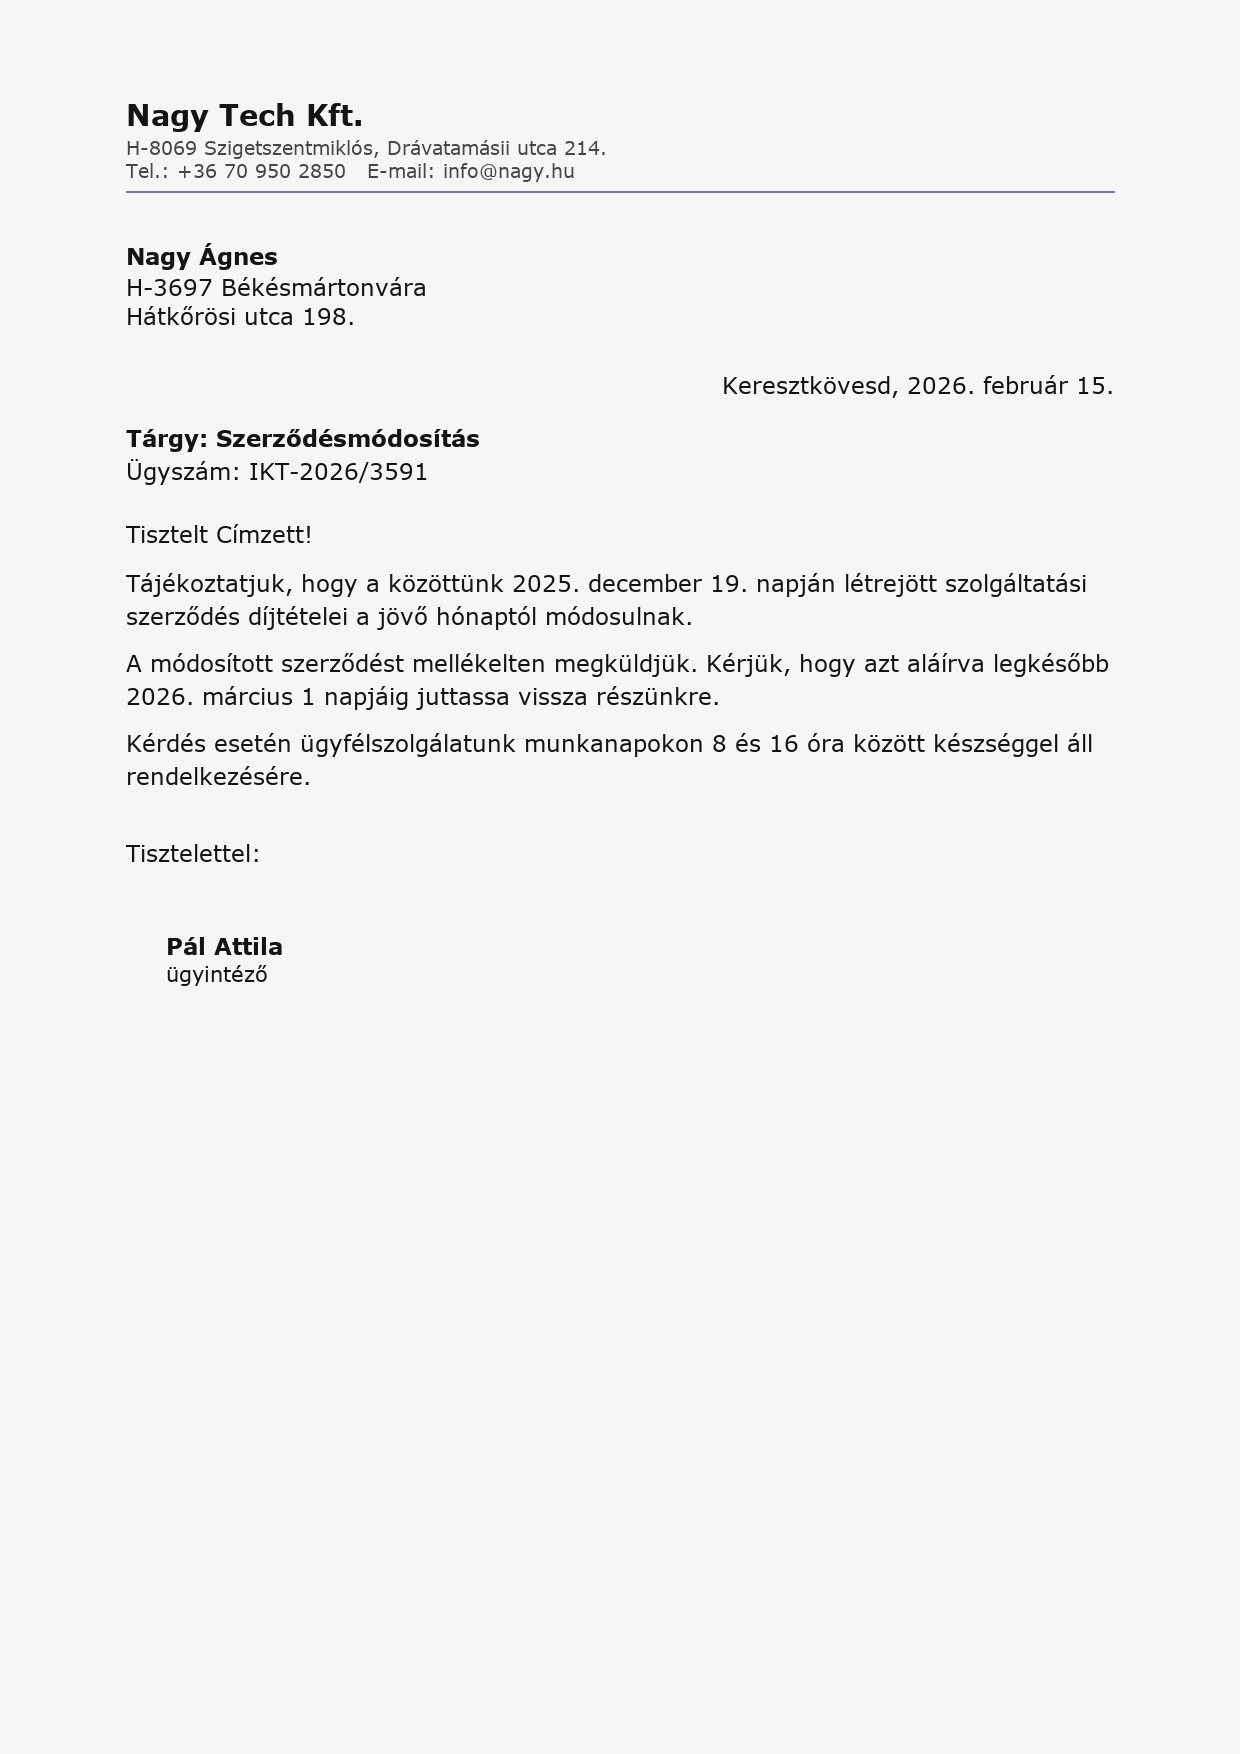 Nagy Tech Kft.
H-8069 Szigetszentmiklós, Drávatamásii utca 214.
Tel.: +36 70 950 2850   E-mail: info@nagy.hu
Nagy Ágnes
H-3697 Békésmártonvára
Hátkőrösi utca 198.
Keresztkövesd, 2026. február 15.
Tárgy: Szerződésmódosítás
Ügyszám: IKT-2026/3591
Tisztelt Címzett!
Tájékoztatjuk, hogy a közöttünk 2025. december 19. napján létrejött szolgáltatási
szerződés díjtételei a jövő hónaptól módosulnak.
A módosított szerződést mellékelten megküldjük. Kérjük, hogy azt aláírva legkésőbb
2026. március 1 napjáig juttassa vissza részünkre.
Kérdés esetén ügyfélszolgálatunk munkanapokon 8 és 16 óra között készséggel áll
rendelkezésére.
Tisztelettel:
Pál Attila
ügyintéző